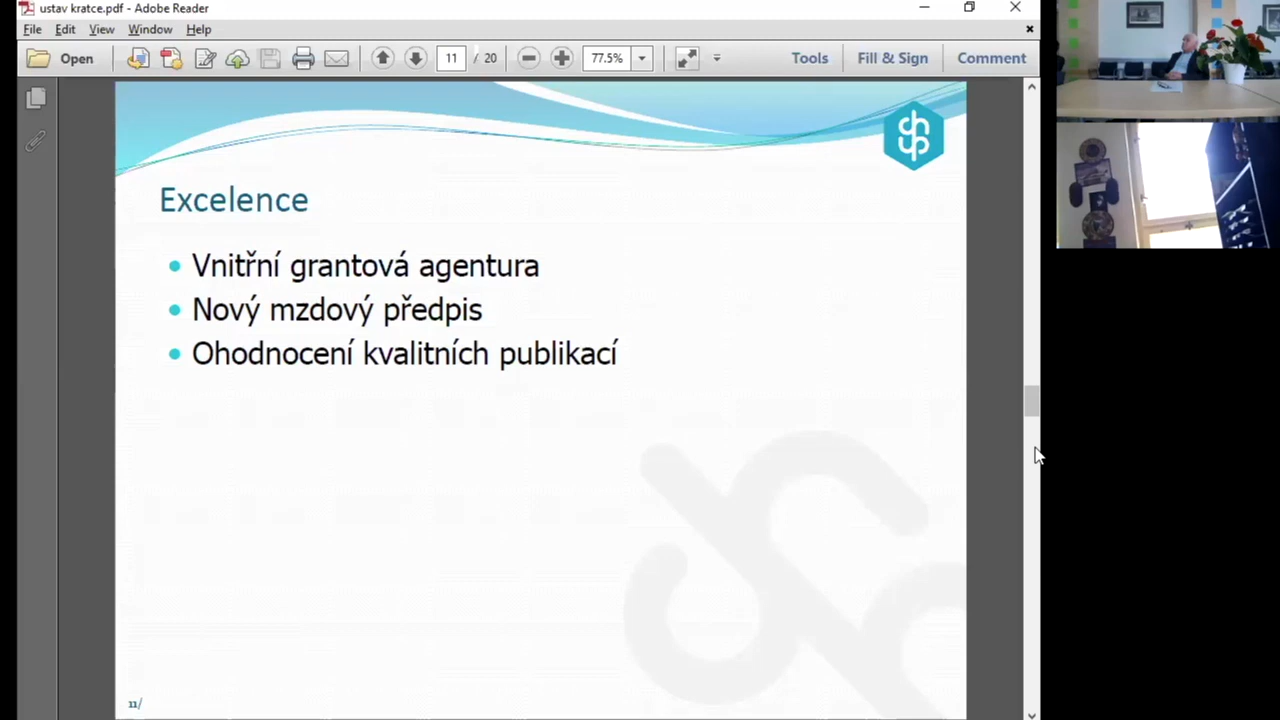 ustav kratce.pdf - Adobe Reader
File Edit View Window Help
Open 11 / 20 77.5% Tools Fill & Sign Comment
Excelence
Vnitřní grantová agentura
Nový mzdový předpis
Ohodnocení kvalitních publikací
11/